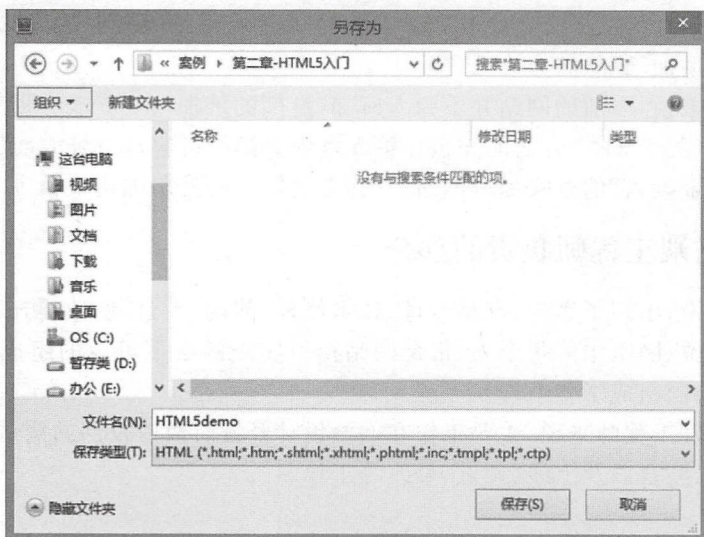 另存为
« 案例 ▸ 第二章-HTML5入门
搜索"第二章-HTML5入门"
组织 ▾ 新建文件夹
名称 修改日期 类型
没有与搜索条件匹配的项。
这台电脑
视频
图片
文档
下载
音乐
桌面
OS (C:)
暂存类 (D:)
办公 (E:)
文件名(N): HTML5demo
保存类型(T): HTML (*.html;*.htm;*.shtml;*.xhtml;*.phtml;*.inc;*.tmpl;*.tpl;*.ctp)
隐藏文件夹
保存(S) 取消